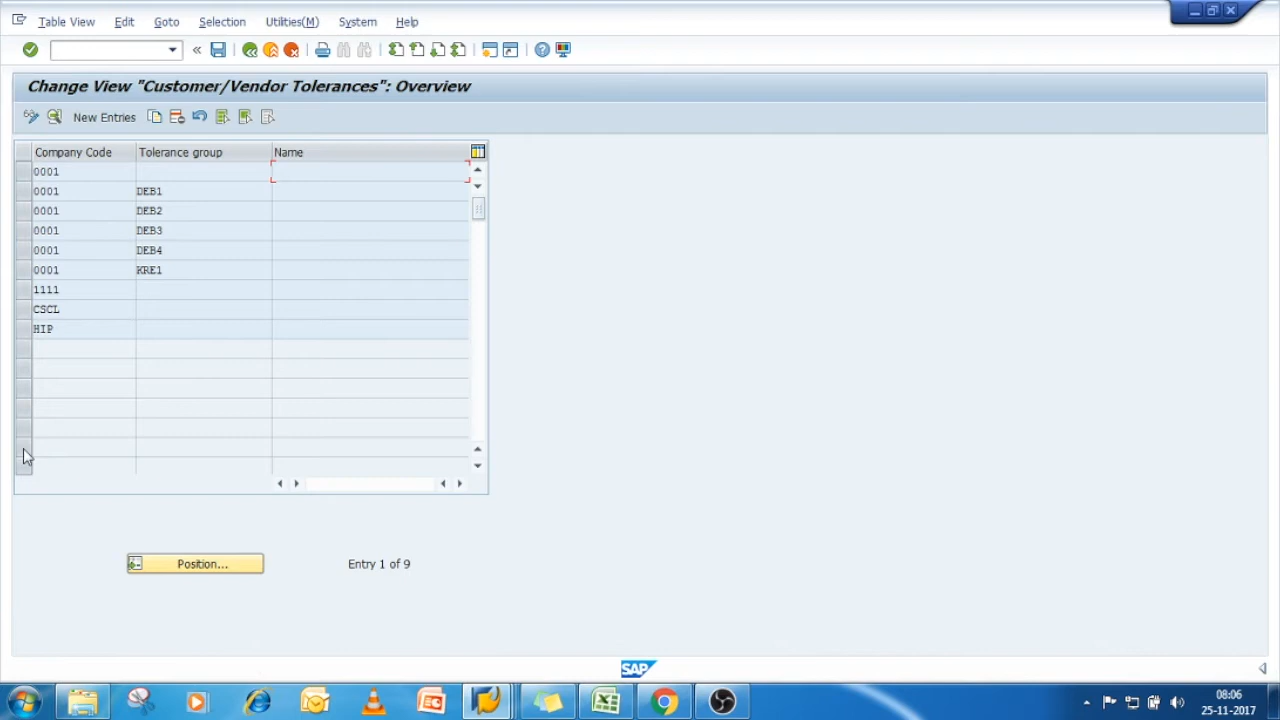 Table View Edit Goto Selection Utilities(M) System Help
Change View "Customer/Vendor Tolerances": Overview
New Entries
Company Code Tolerance group Name
0001
0001 DEB1
0001 DEB2
0001 DEB3
0001 DEB4
0001 KRE1
1111
CSCL
HIP
Position... Entry 1 of 9
SAP
08:06
25-11-2017